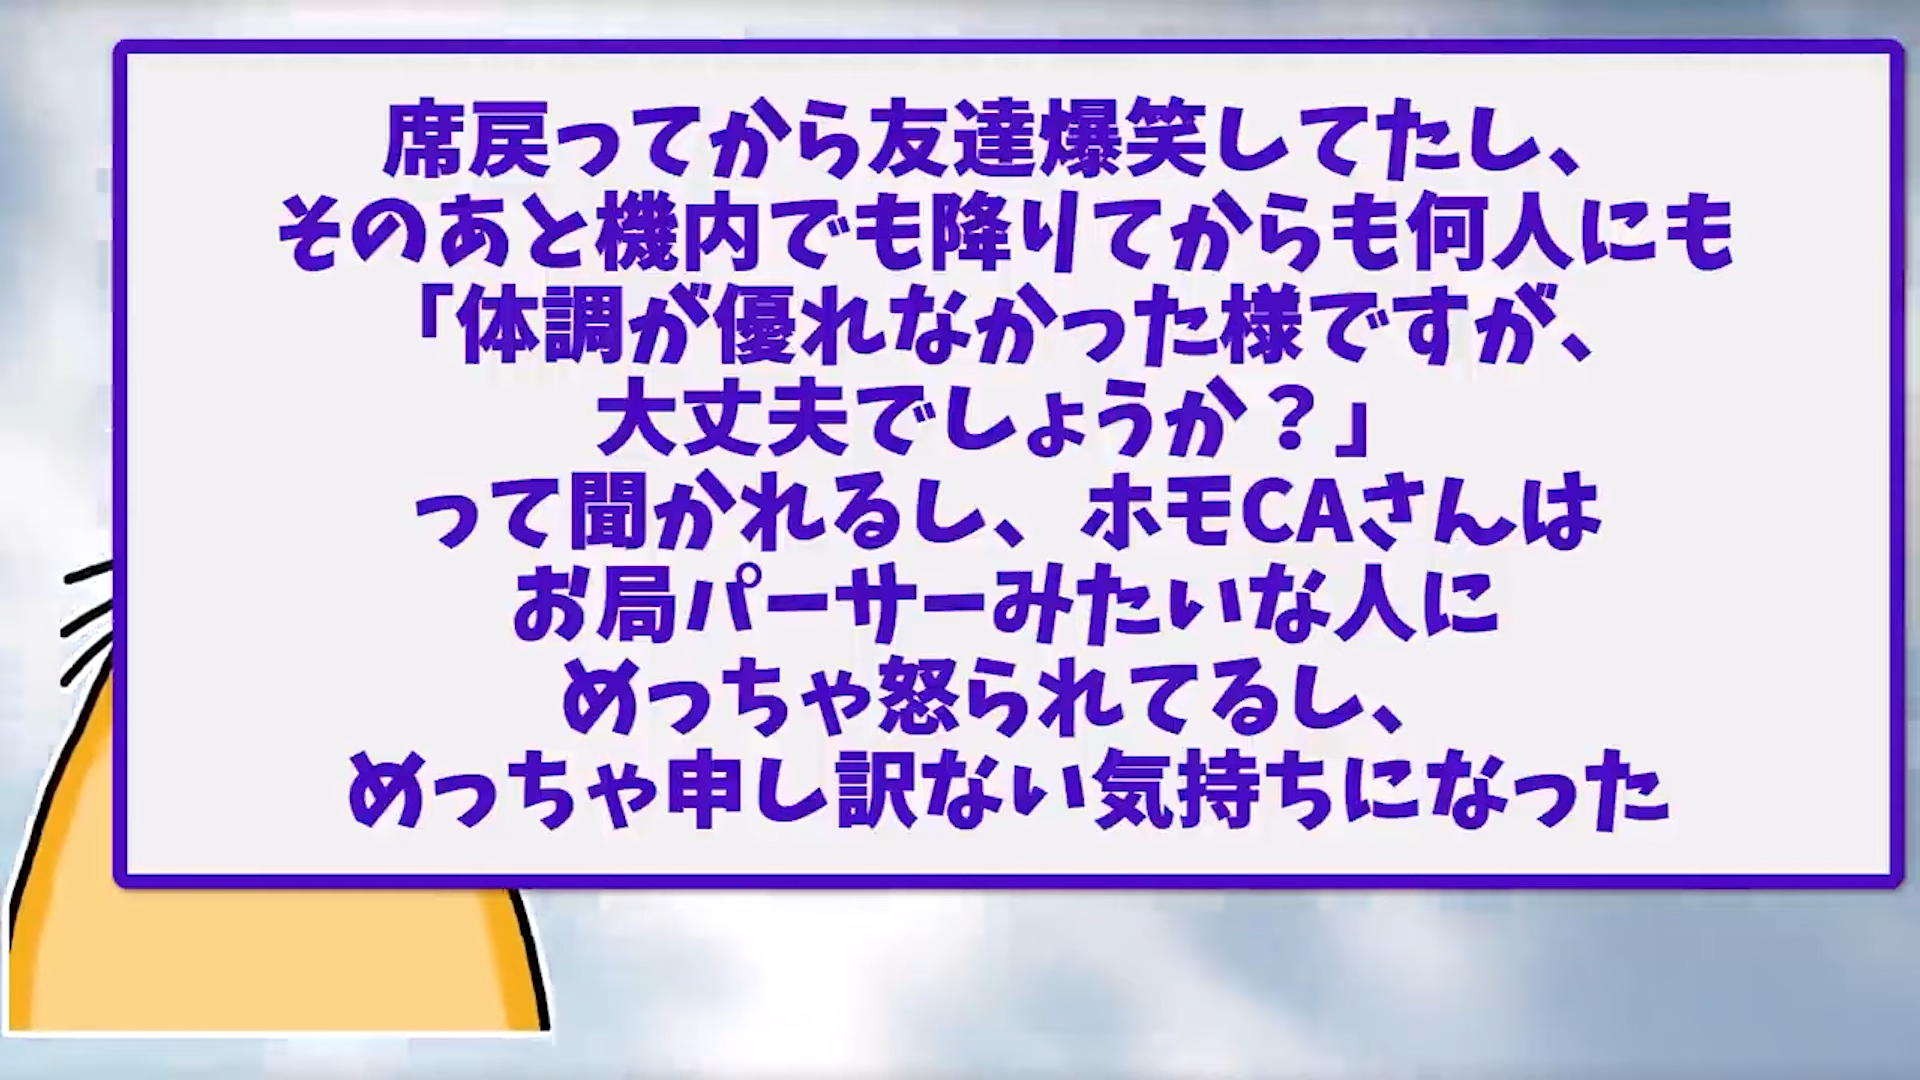 席戻ってから友達爆笑してたし、
そのあと機内でも降りてからも何人にも
「体調が優れなかった様ですが、
大丈夫でしょうか？」
って聞かれるし、ホモCAさんは
お局パーサーみたいな人に
めっちゃ怒られてるし、
めっちゃ申し訳ない気持ちになった